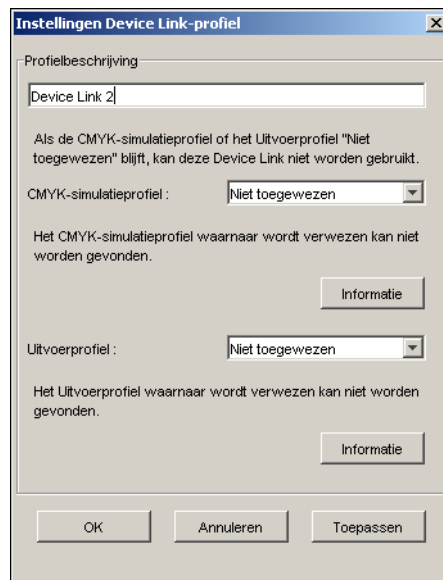 Instellingen Device Link-profiel
Profielbeschrijving
Device Link 2
Als de CMYK-simulatieprofiel of het Uitvoerprofiel "Niet
toegewezen" blijft, kan deze Device Link niet worden gebruikt.
CMYK-simulatieprofiel :
Niet toegewezen
Het CMYK-simulatieprofiel waarnaar wordt verwezen kan niet
worden gevonden.
Informatie
Uitvoerprofiel :
Niet toegewezen
Het Uitvoerprofiel waarnaar wordt verwezen kan niet worden
gevonden.
Informatie
OK
Annuleren
Toepassen